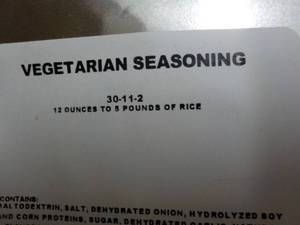 VEGETARIAN SEASONING
30-11-2
12 OUNCES TO 5 POUNDS OF RICE
CONTAINS:
MALTODEXTRIN, SALT, DEHYDRATED ONION, HYDROLYZED SOY
AND CORN PROTEINS, SUGAR, DEHYDRATED GARLIC,